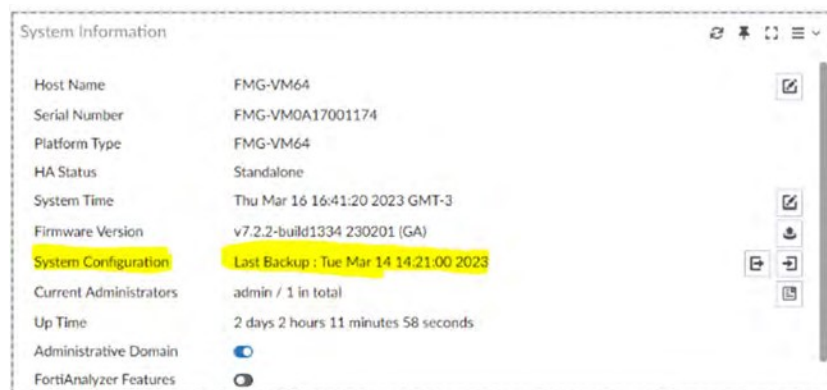 System Information
Host Name FMG-VM64
Serial Number FMG-VM0A17001174
Platform Type FMG-VM64
HA Status Standalone
System Time Thu Mar 16 16:41:20 2023 GMT-3
Firmware Version v7.2.2-build1334 230201 (GA)
System Configuration Last Backup : Tue Mar 14 14:21:00 2023
Current Administrators admin / 1 in total
Up Time 2 days 2 hours 11 minutes 58 seconds
Administrative Domain
FortiAnalyzer Features